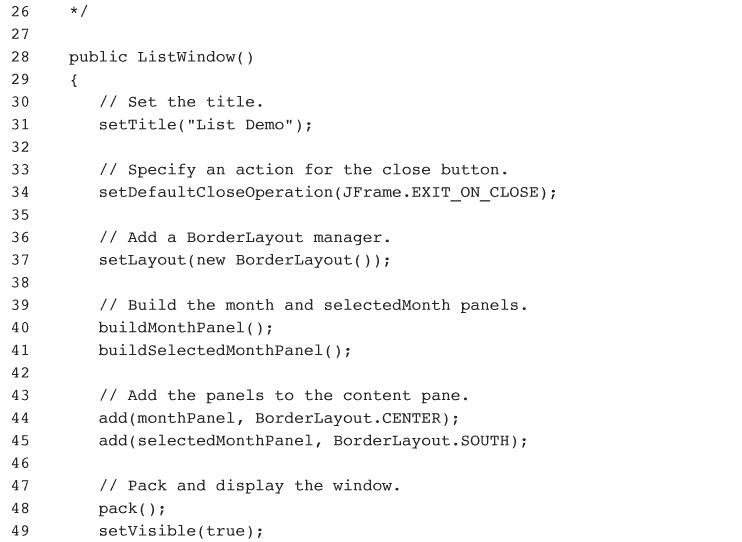 26    */
27
28    public ListWindow()
29    {
30       // Set the title.
31       setTitle("List Demo");
32
33       // Specify an action for the close button.
34       setDefaultCloseOperation(JFrame.EXIT_ON_CLOSE);
35
36       // Add a BorderLayout manager.
37       setLayout(new BorderLayout());
38
39       // Build the month and selectedMonth panels.
40       buildMonthPanel();
41       buildSelectedMonthPanel();
42
43       // Add the panels to the content pane.
44       add(monthPanel, BorderLayout.CENTER);
45       add(selectedMonthPanel, BorderLayout.SOUTH);
46
47       // Pack and display the window.
48       pack();
49       setVisible(true);